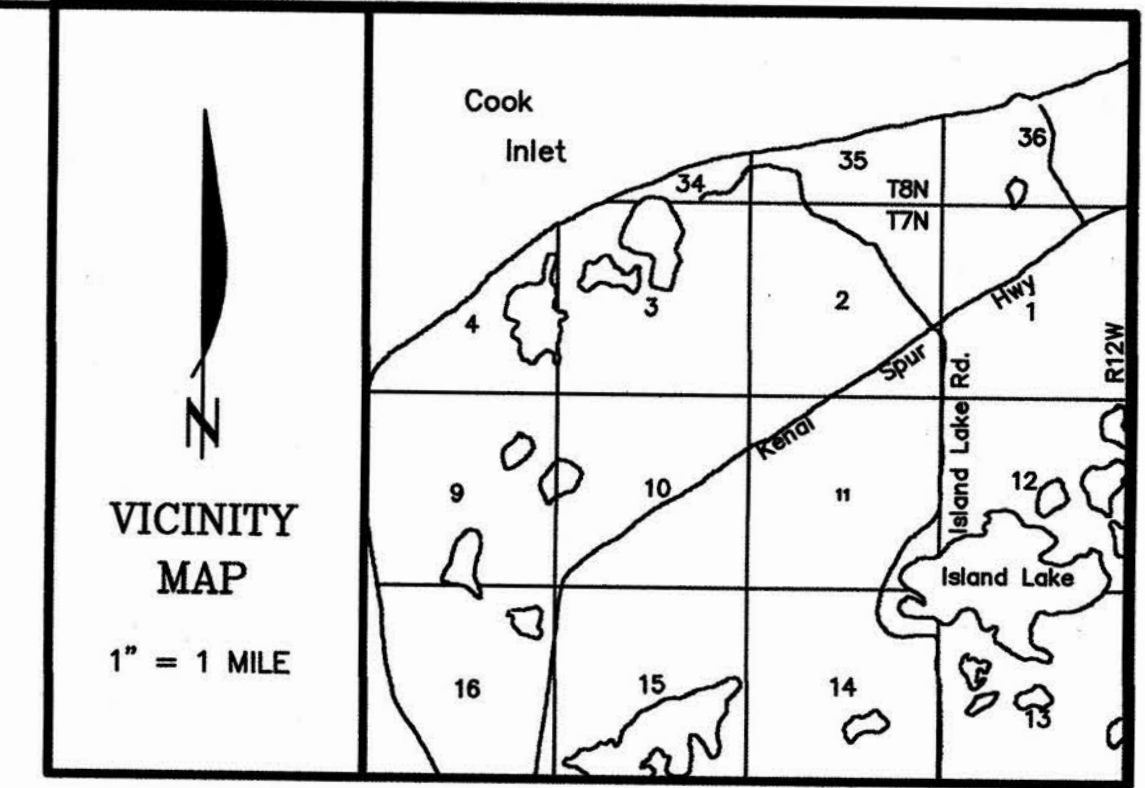 N
VICINITY
MAP
1" = 1 MILE
Cook
Inlet
36
35
34
T8N
T7N
Hwy
1
2
3
4
Spur
R12W
Island Lake Rd.
Kenai
9
10
11
12
Island Lake
16
15
14
13